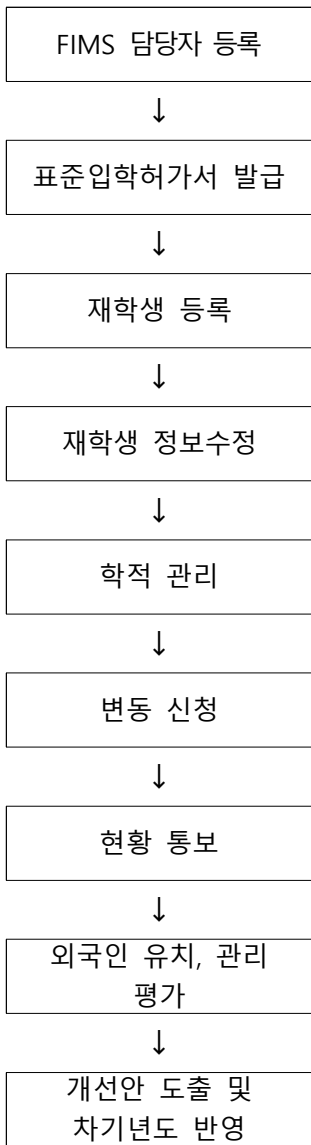 FIMS 담당자 등록
↓
표준입학허가서 발급
↓
재학생 등록
↓
재학생 정보수정
↓
학적 관리
↓
변동 신청
↓
현황 통보
↓
외국인 유치, 관리
평가
↓
개선안 도출 및
차기년도 반영